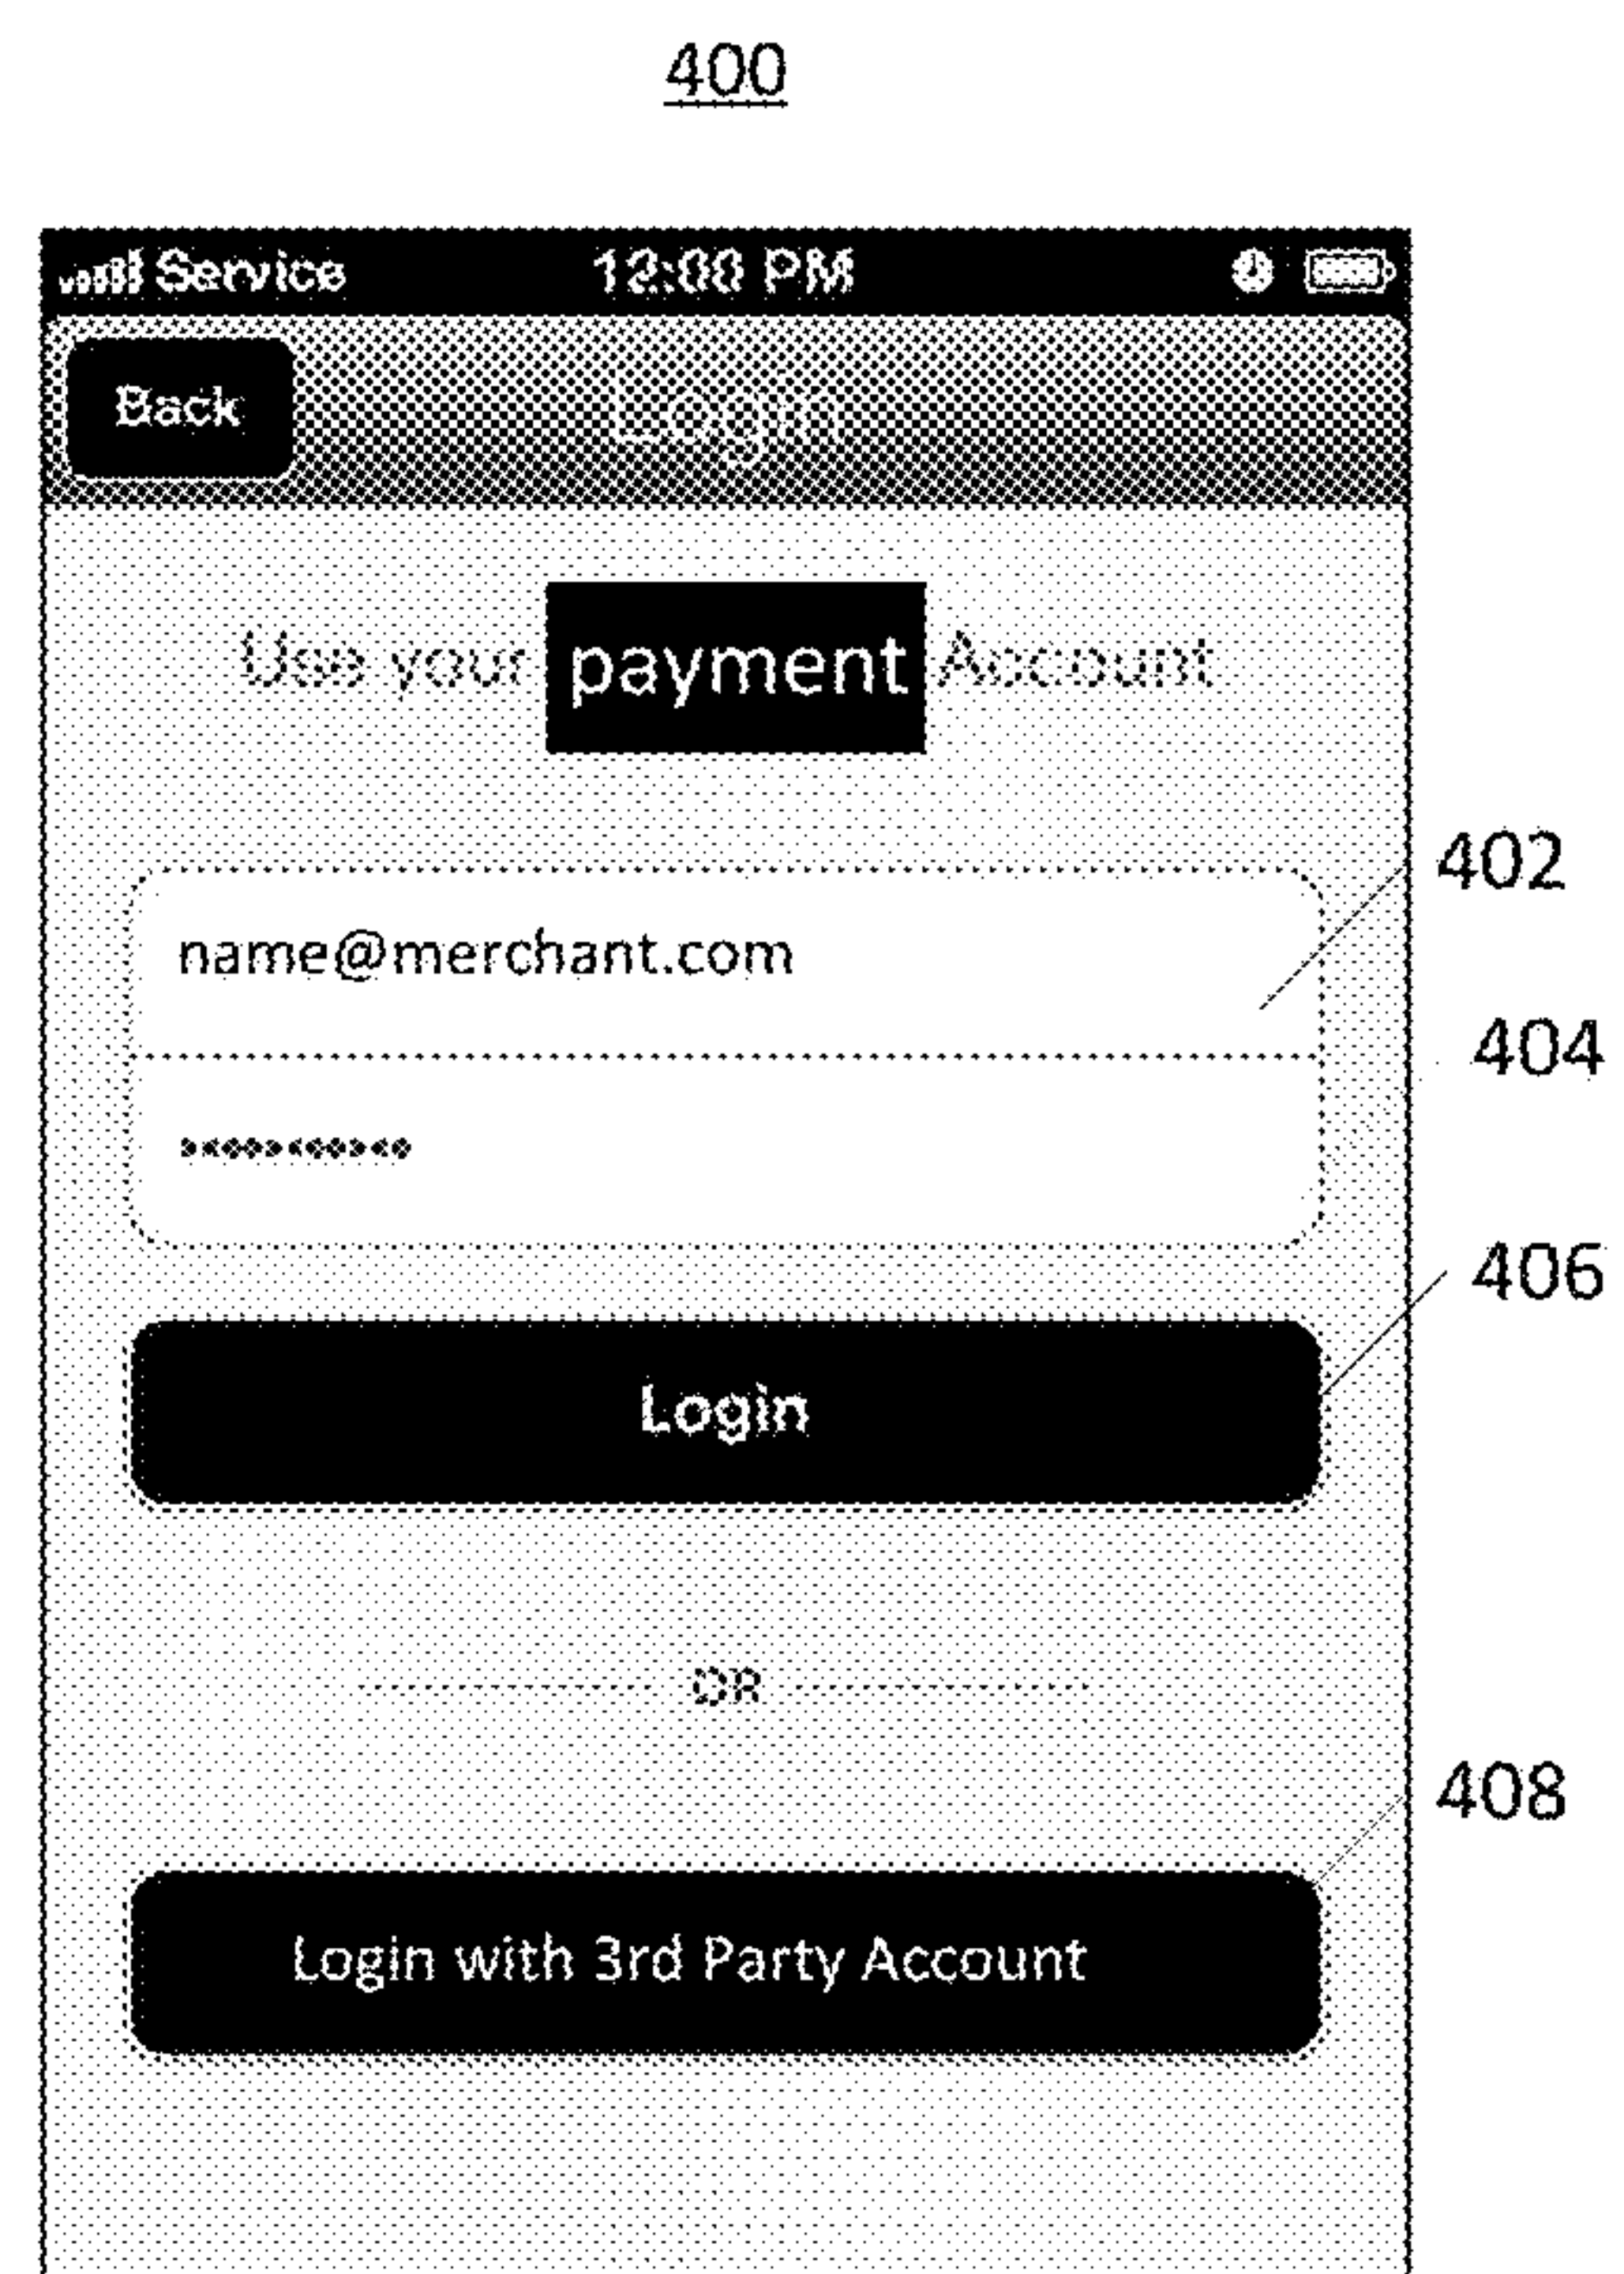 400
Service 12:00 PM
Back Login
Use your payment Account
402
name@merchant.com
404
406
Login
OR
408
Login with 3rd Party Account